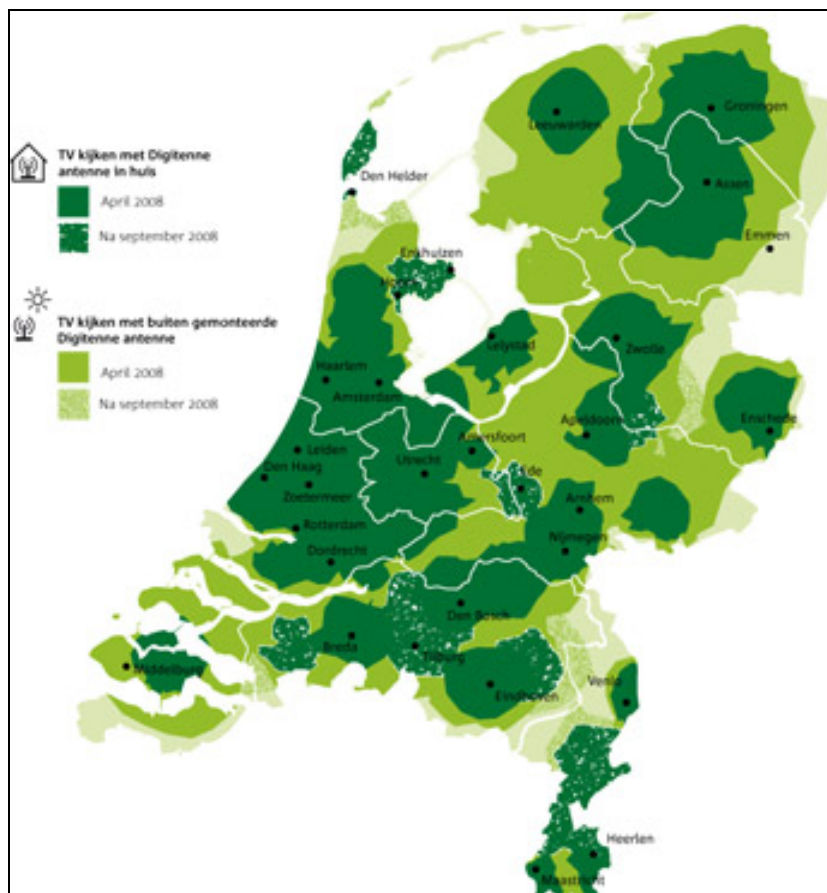 TV kijken met Digitenne
antenne in huis
April 2008
Na september 2008
TV kijken met buiten gemonteerde
Digitenne antenne
April 2008
Na september 2008
Groningen
Leeuwarden
Assen
Den Helder
Emmen
Enkhuizen
Hoorn
Lelystad
Zwolle
Haarlem
Amsterdam
Apeldoorn
Enschede
Amersfoort
Leiden
Utrecht
Den Haag
Ede
Zoetermeer
Arnhem
Rotterdam
Nijmegen
Dordrecht
Den Bosch
Breda
Tilburg
Middelburg
Eindhoven
Venlo
Heerlen
Maastricht